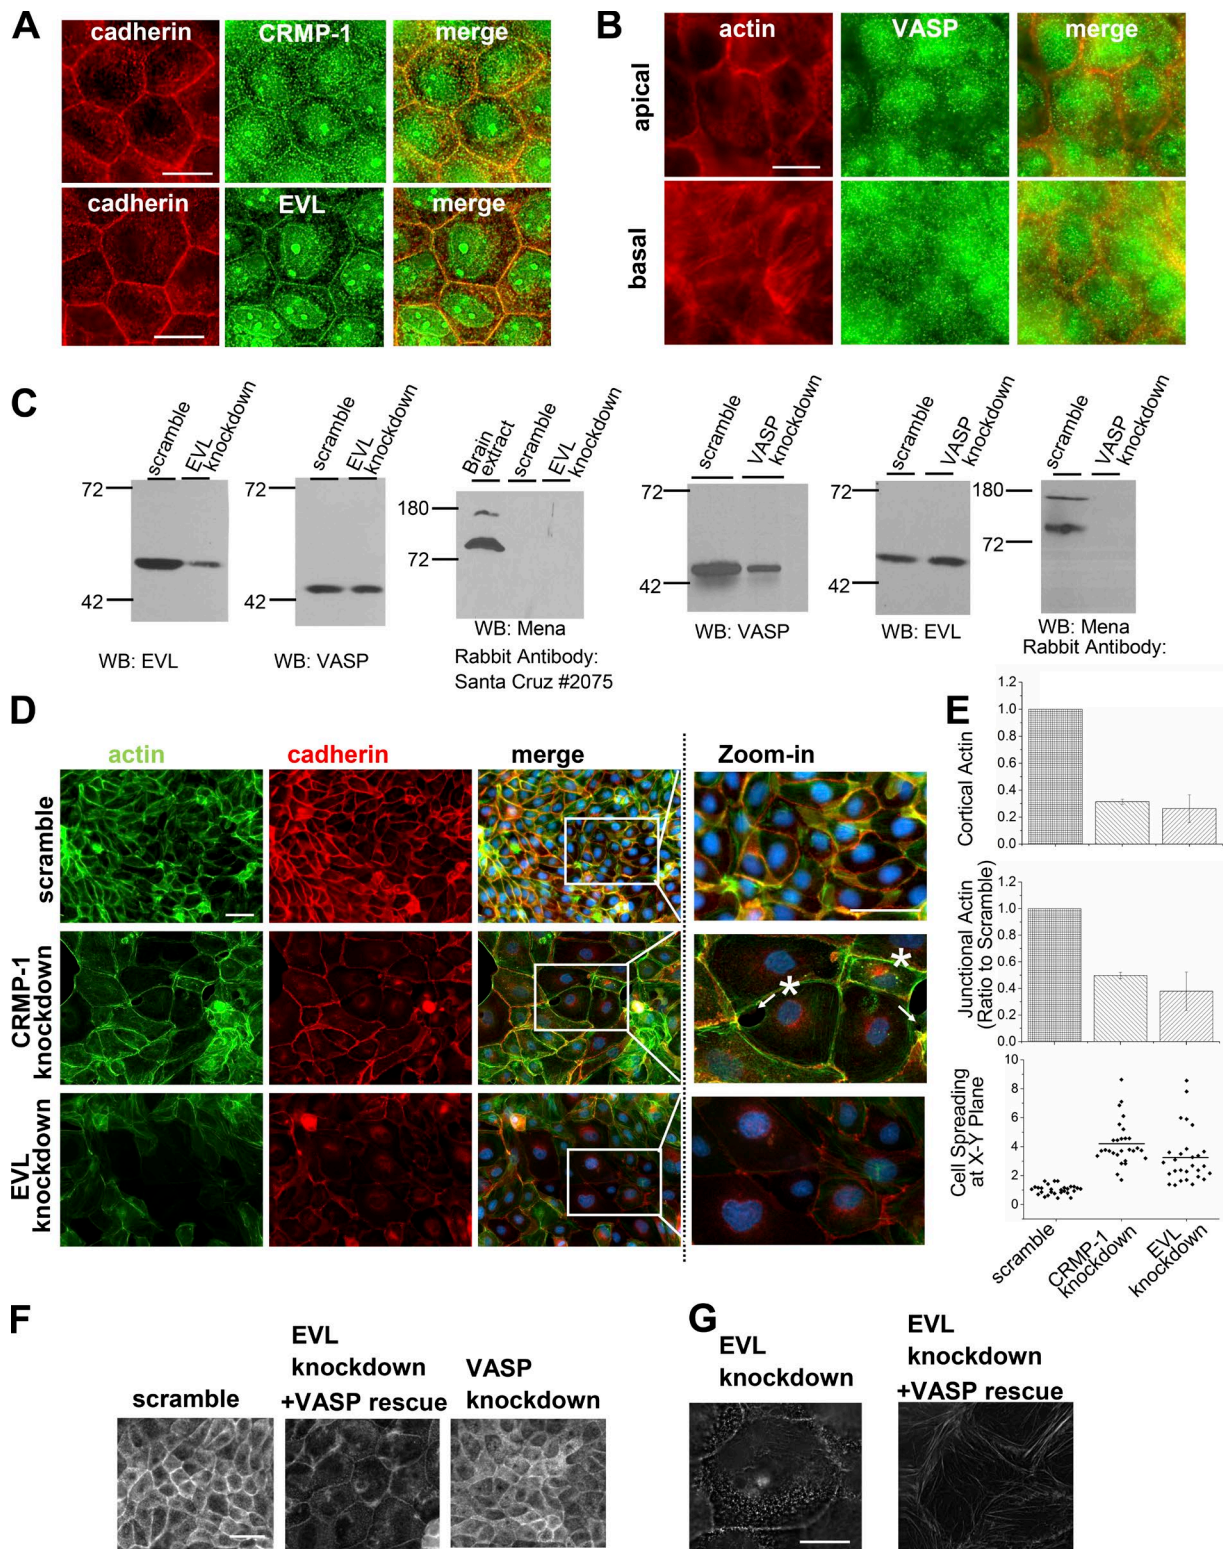 A
cadherin
CRMP-1
merge
cadherin
EVL
merge
B
actin
VASP
merge
apical
basal
C
scramble
EVL
knockdown
72
42
WB: EVL
scramble
EVL
knockdown
72
42
WB: VASP
Brain
extract
scramble
EVL
knockdown
180
72
WB: Mena
Rabbit Antibody:
Santa Cruz #2075
scramble
VASP
knockdown
72
42
WB: VASP
scramble
VASP
knockdown
72
42
WB: EVL
scramble
VASP
knockdown
180
72
WB: Mena
Rabbit Antibody:
D
actin
cadherin
merge
Zoom-in
scramble
CRMP-1
knockdown
*
*
EVL
knockdown
E
Cortical Actin
1.2
1.0
0.8
0.6
0.4
0.2
0.0
Junctional Actin
(Ratio to Scramble)
1.2
1.0
0.8
0.6
0.4
0.2
0.0
Cell Spreading
at X-Y Plane
10
8
6
4
2
0
scramble
CRMP-1
knockdown
EVL
knockdown
F
scramble
EVL
knockdown
+VASP rescue
VASP
knockdown
G
EVL
knockdown
EVL
knockdown
+VASP rescue